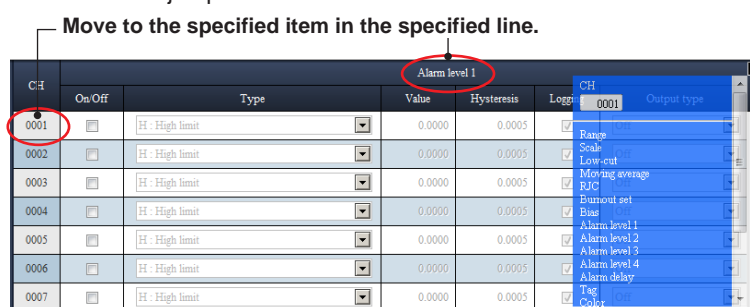 Move to the specified item in the specified line.
CH
Alarm level 1
On/Off Type Value Hysteresis Logging Output type
0001 H : High limit 0.0000 0.0005 Off
0002 H : High limit 0.0000 0.0005 Off
0003 H : High limit 0.0000 0.0005 Off
0004 H : High limit 0.0000 0.0005 Off
0005 H : High limit 0.0000 0.0005
0006 H : High limit 0.0000 0.0005
0007 H : High limit 0.0000 0.0005
CH
0001
Range
Scale
Low-cut
Moving average
RJC
Burnout set
Bias
Alarm level 1
Alarm level 2
Alarm level 3
Alarm level 4
Alarm delay
Tag
Color